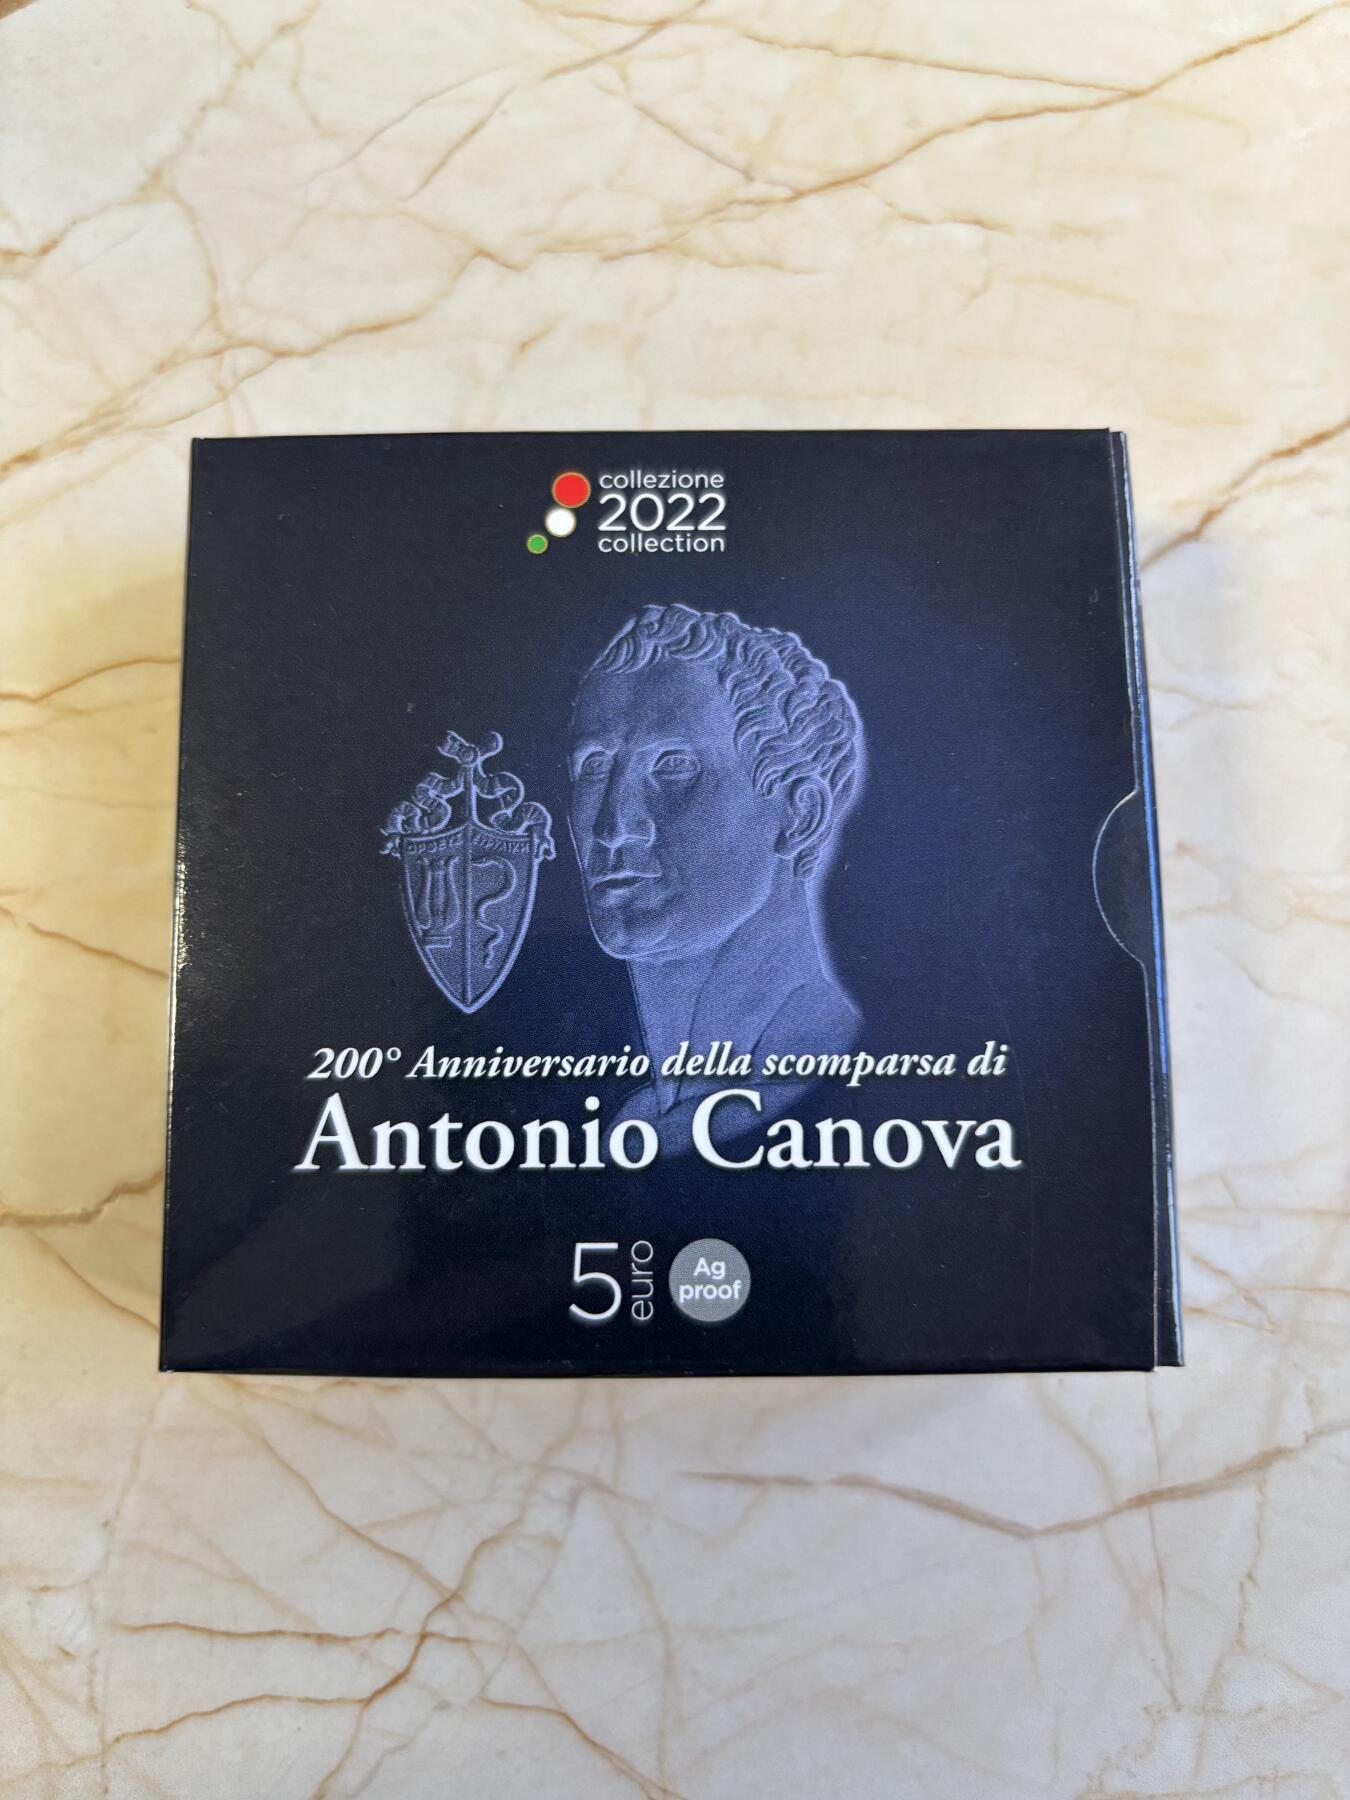 collezione
2022
collection
200° Anniversario della scomparsa di
Antonio Canova
5 euro
Ag
proof